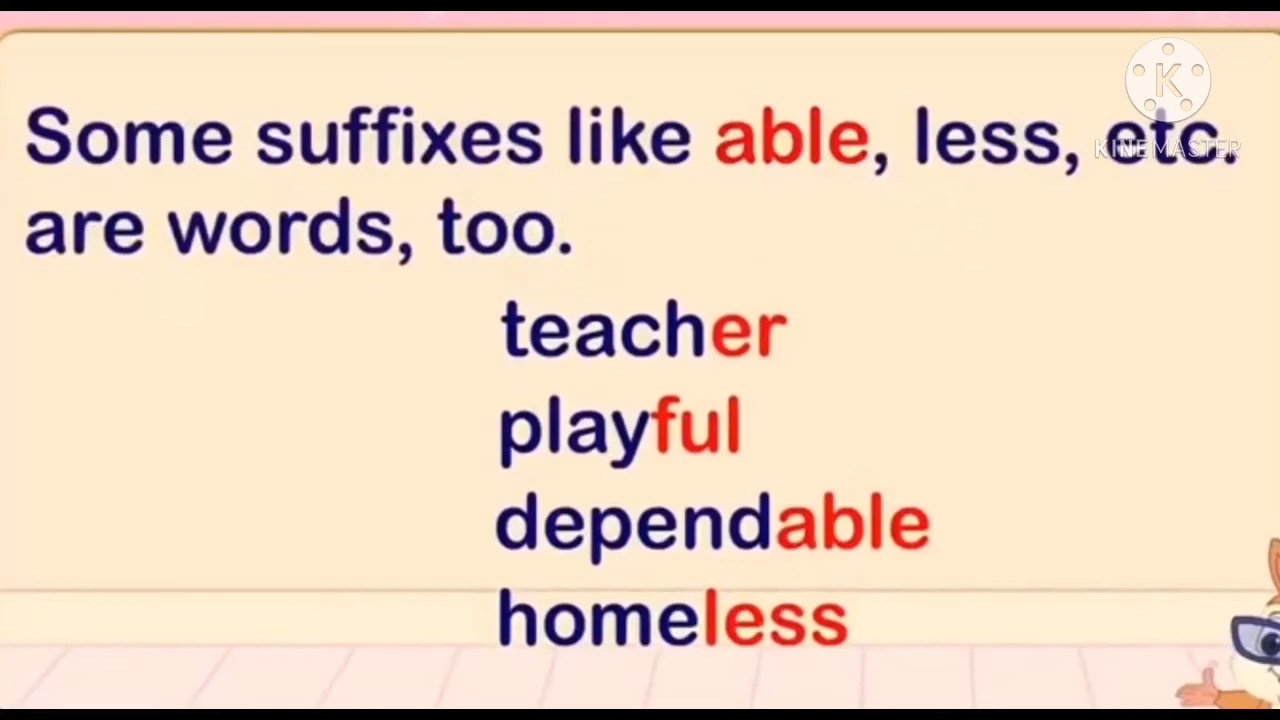 Some suffixes like able, less, etc.
are words, too.
teacher
playful
dependable
homeless
K
KINEMASTER